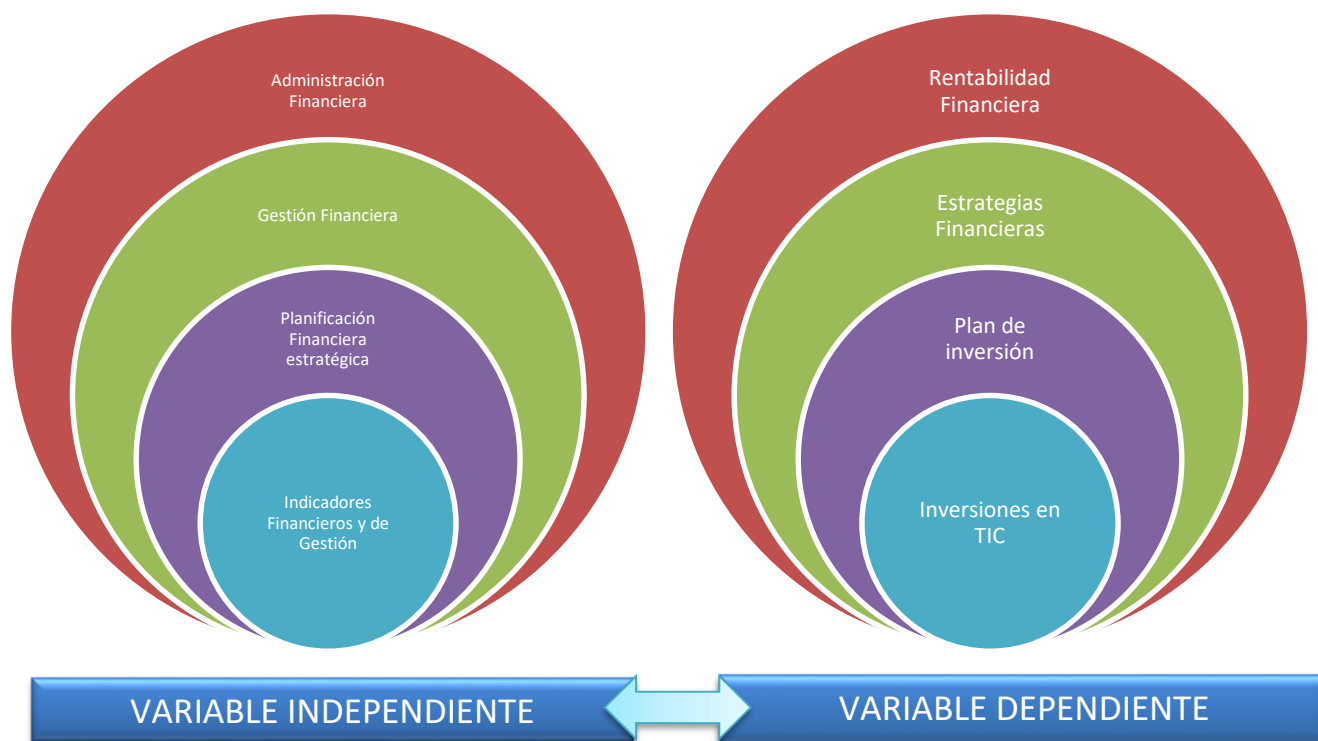 Administración
Financiera
Gestión Financiera
Planificación
Financiera
estratégica
Indicadores
Financieros y de
Gestión
Rentabilidad
Financiera
Estrategias
Financieras
Plan de
inversión
Inversiones en
TIC
VARIABLE INDEPENDIENTE
VARIABLE DEPENDIENTE